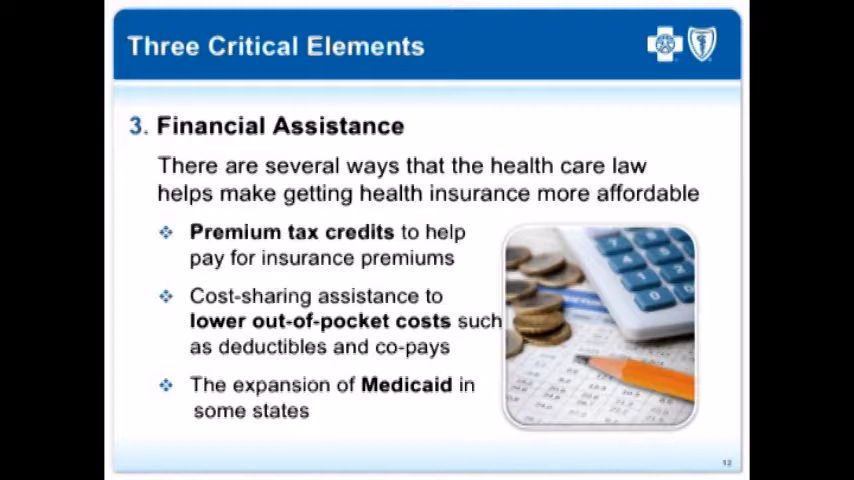 Three Critical Elements
3. Financial Assistance
There are several ways that the health care law
helps make getting health insurance more affordable
❖ Premium tax credits to help
pay for insurance premiums
❖ Cost-sharing assistance to
lower out-of-pocket costs such
as deductibles and co-pays
❖ The expansion of Medicaid in
some states
12